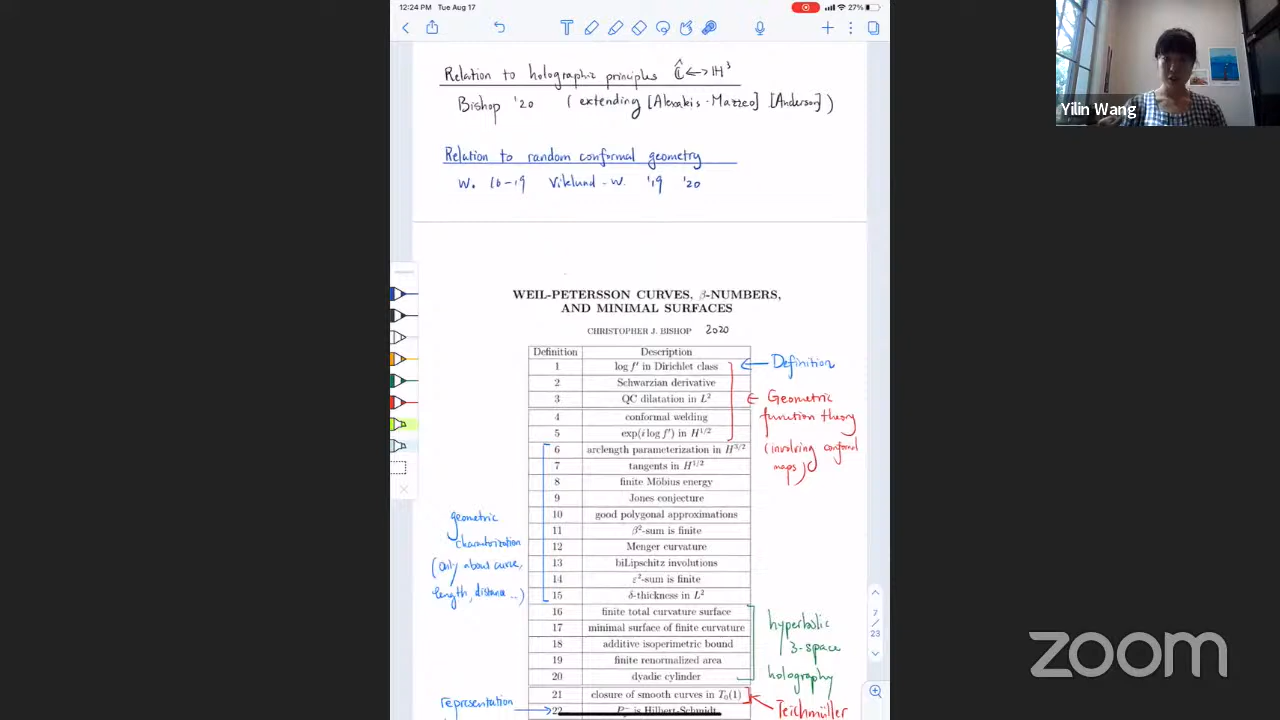 12:24 PM Tue Aug 17
27%
Yilin Wang
Relation to holographic principles Ĉ ↔ ℍ³
Bishop '20 (extending [Alexakis-Mazzeo] [Anderson])
Relation to random conformal geometry
W. 16-19 Viklund-W. '19 '20
WEIL-PETERSSON CURVES, β-NUMBERS,
AND MINIMAL SURFACES
CHRISTOPHER J. BISHOP 2020
Definition Description
1 log f′ in Dirichlet class
2 Schwarzian derivative
3 QC dilatation in L²
4 conformal welding
5 exp(i log f′) in H^{1/2}
6 arclength parameterization in H^{3/2}
7 tangents in H^{1/2}
8 finite Möbius energy
9 Jones conjecture
10 good polygonal approximations
11 β²-sum is finite
12 Menger curvature
13 biLipschitz involutions
14 ε²-sum is finite
15 δ-thickness in L²
16 finite total curvature surface
17 minimal surface of finite curvature
18 additive isoperimetric bound
19 finite renormalized area
20 dyadic cylinder
21 closure of smooth curves in T₀(1)
22 is Hilbert-Schmidt
← Definition
← Geometric
function theory
(involving conformal
maps)
geometric
characterization
(only about curve,
length, distance...)
hyperbolic
3-space
holography
Teichmüller
representation
7
/
23
zoom